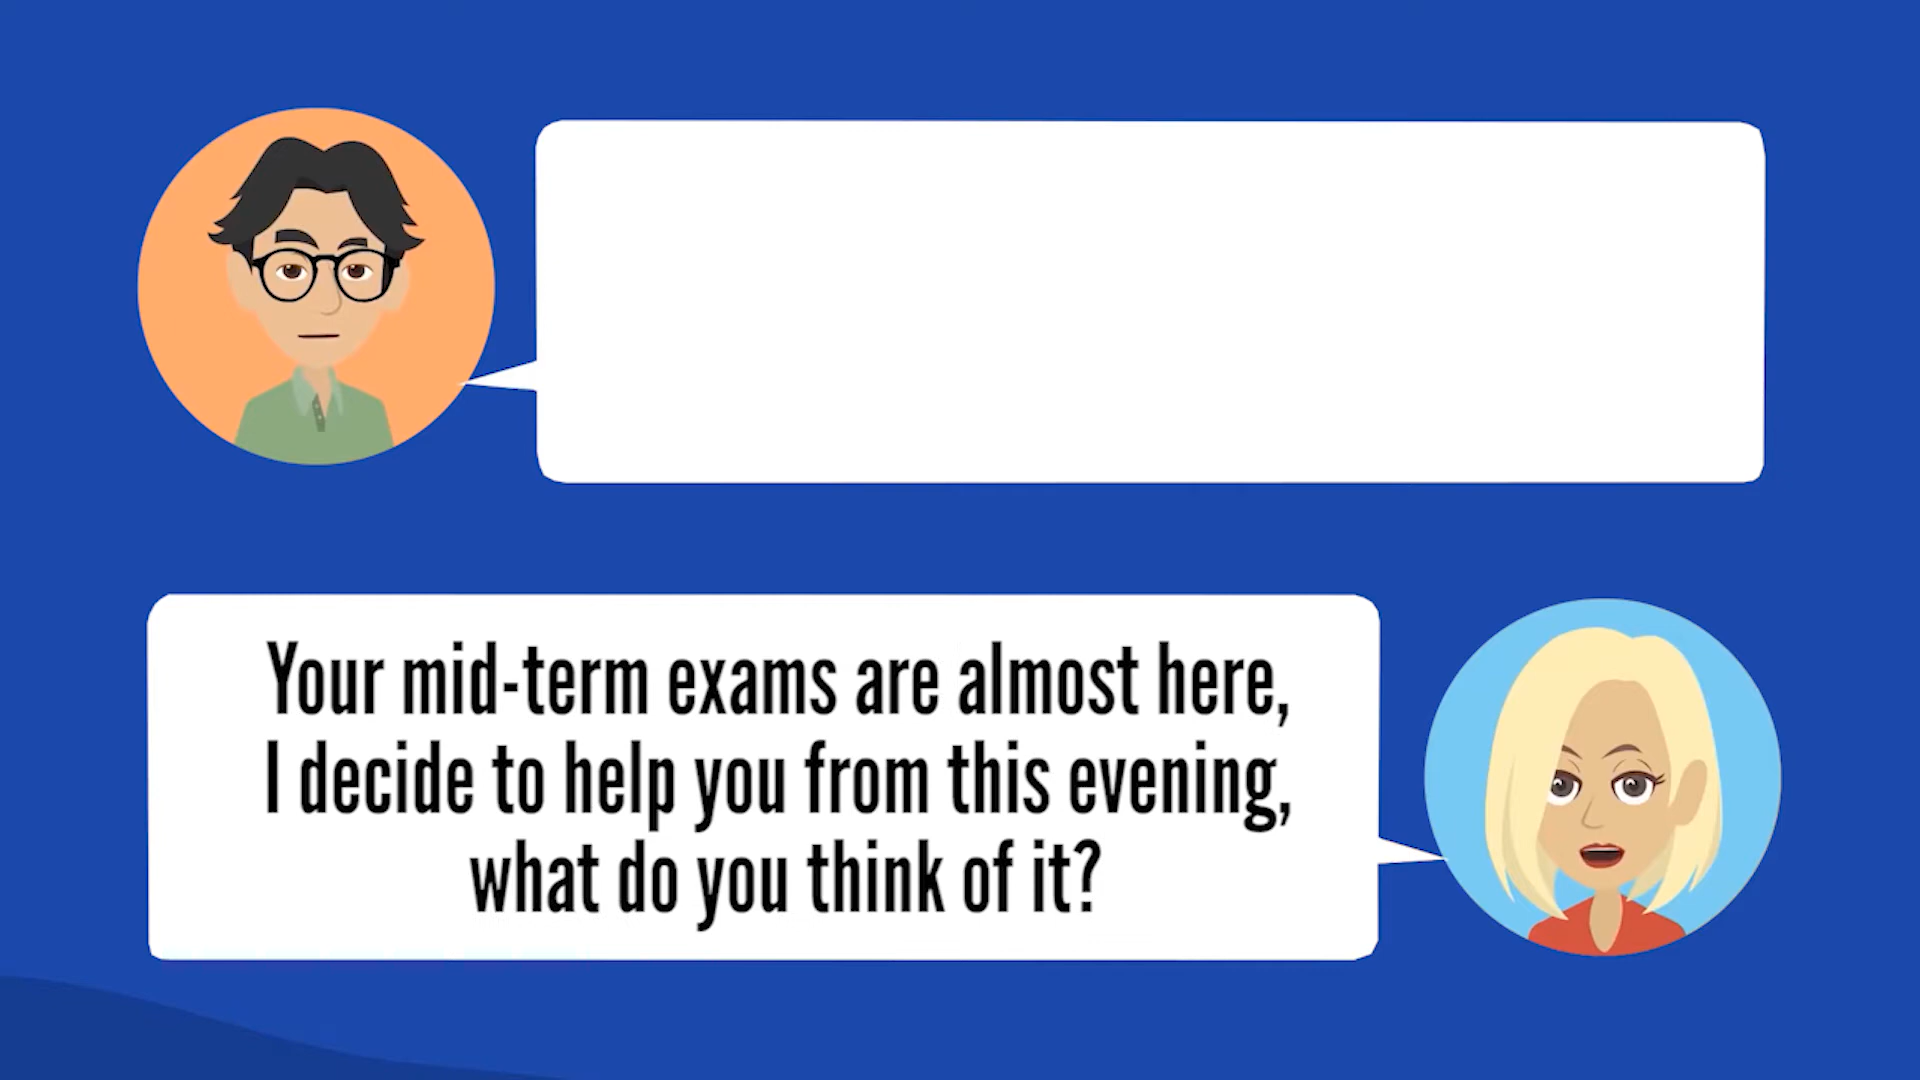 Your mid-term exams are almost here,
I decide to help you from this evening,
what do you think of it?